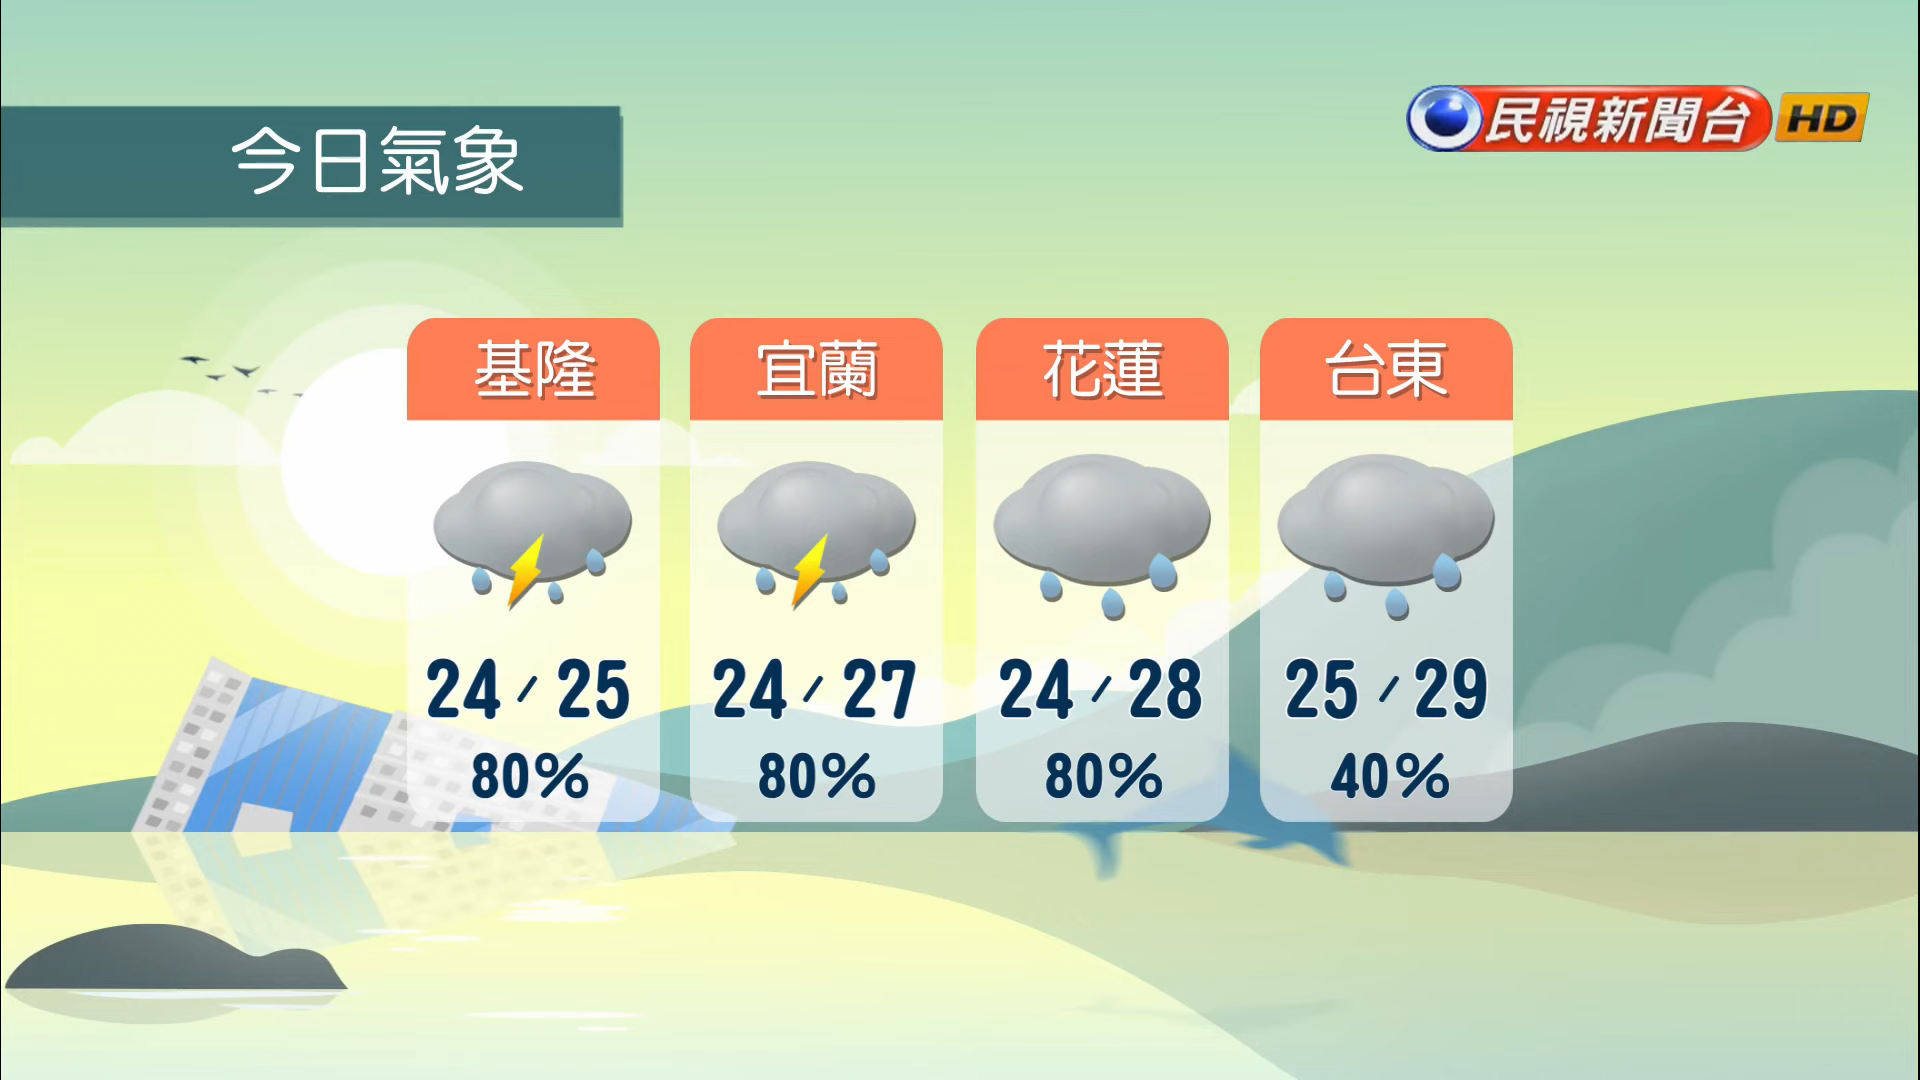 今日氣象
民視新聞台 HD
基隆 宜蘭 花蓮 台東
24 / 25 24 / 27 24 / 28 25 / 29
80% 80% 80% 40%